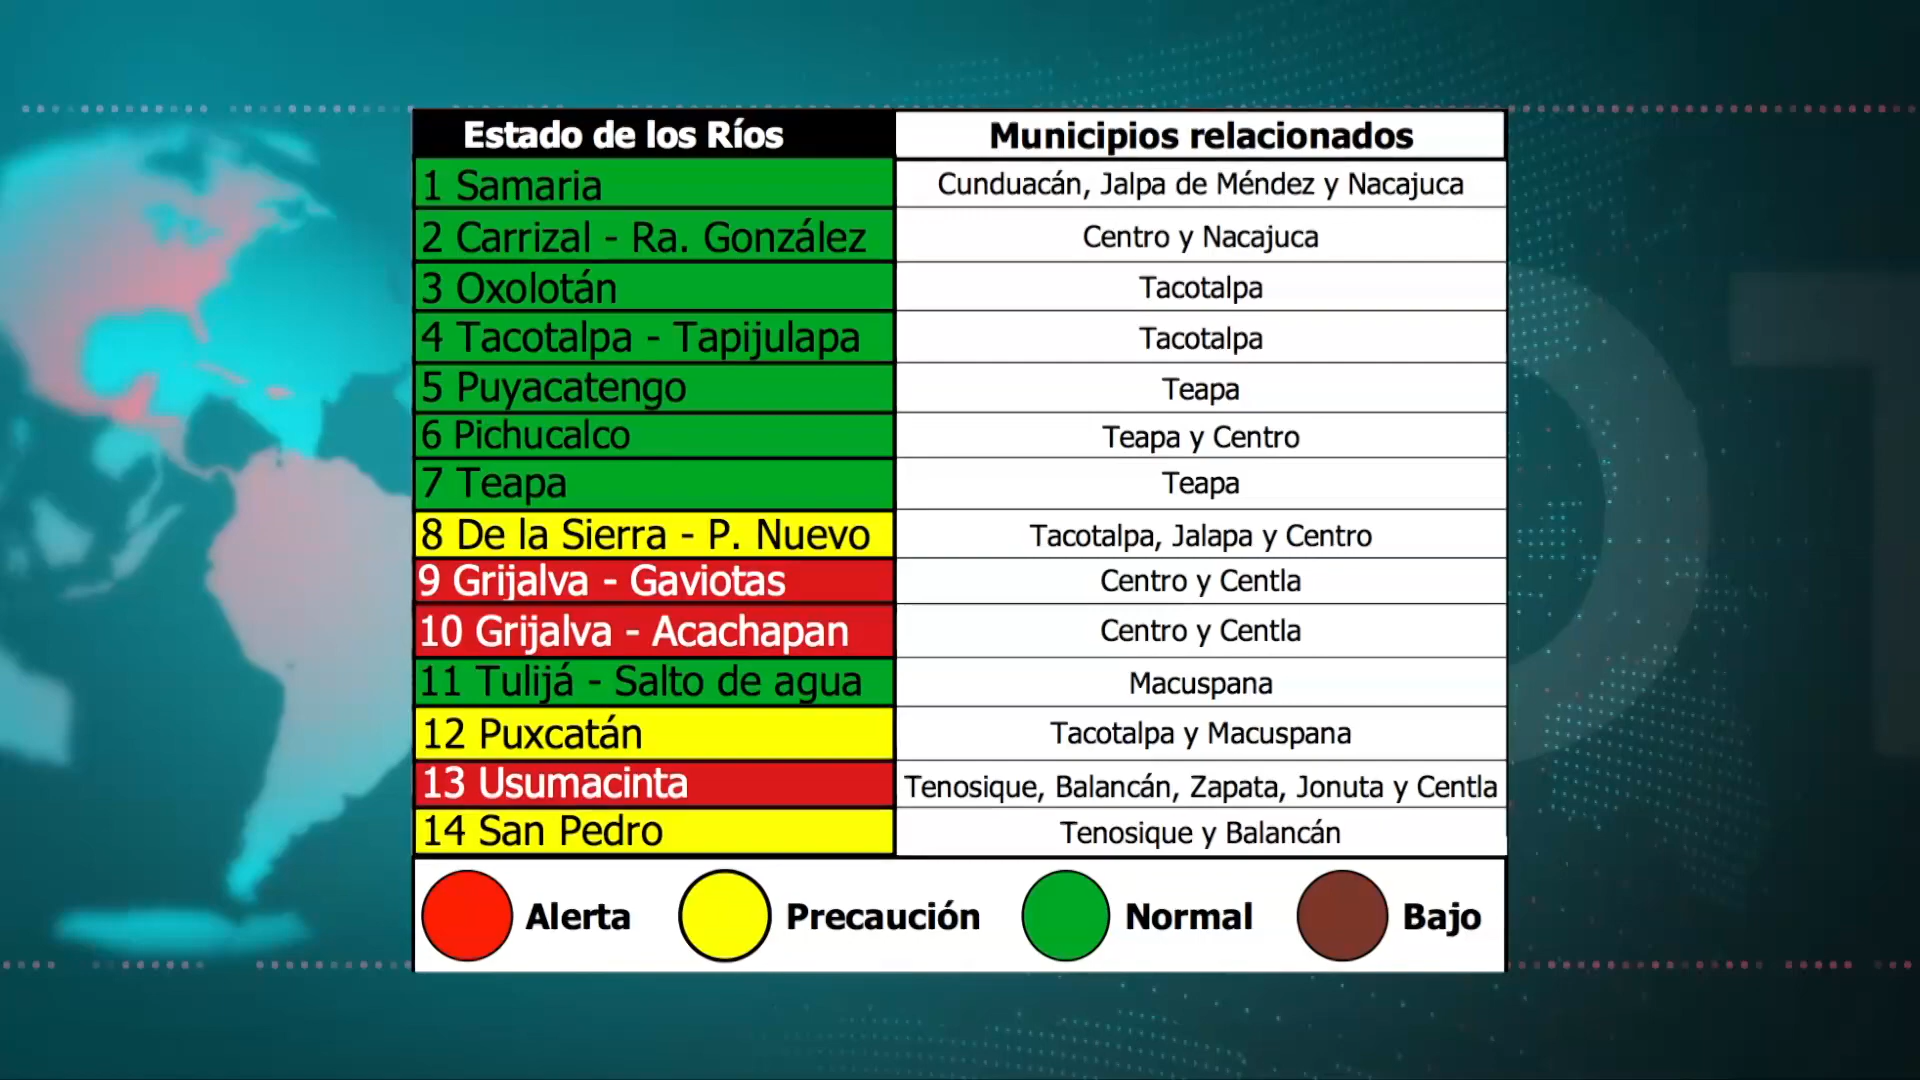 Estado de los Ríos Municipios relacionados
1 Samaria Cunduacán, Jalpa de Méndez y Nacajuca
2 Carrizal - Ra. González Centro y Nacajuca
3 Oxolotán Tacotalpa
4 Tacotalpa - Tapijulapa Tacotalpa
5 Puyacatengo Teapa
6 Pichucalco Teapa y Centro
7 Teapa Teapa
8 De la Sierra - P. Nuevo Tacotalpa, Jalapa y Centro
9 Grijalva - Gaviotas Centro y Centla
10 Grijalva - Acachapan Centro y Centla
11 Tulijá - Salto de agua Macuspana
12 Puxcatán Tacotalpa y Macuspana
13 Usumacinta Tenosique, Balancán, Zapata, Jonuta y Centla
14 San Pedro Tenosique y Balancán
Alerta Precaución Normal Bajo